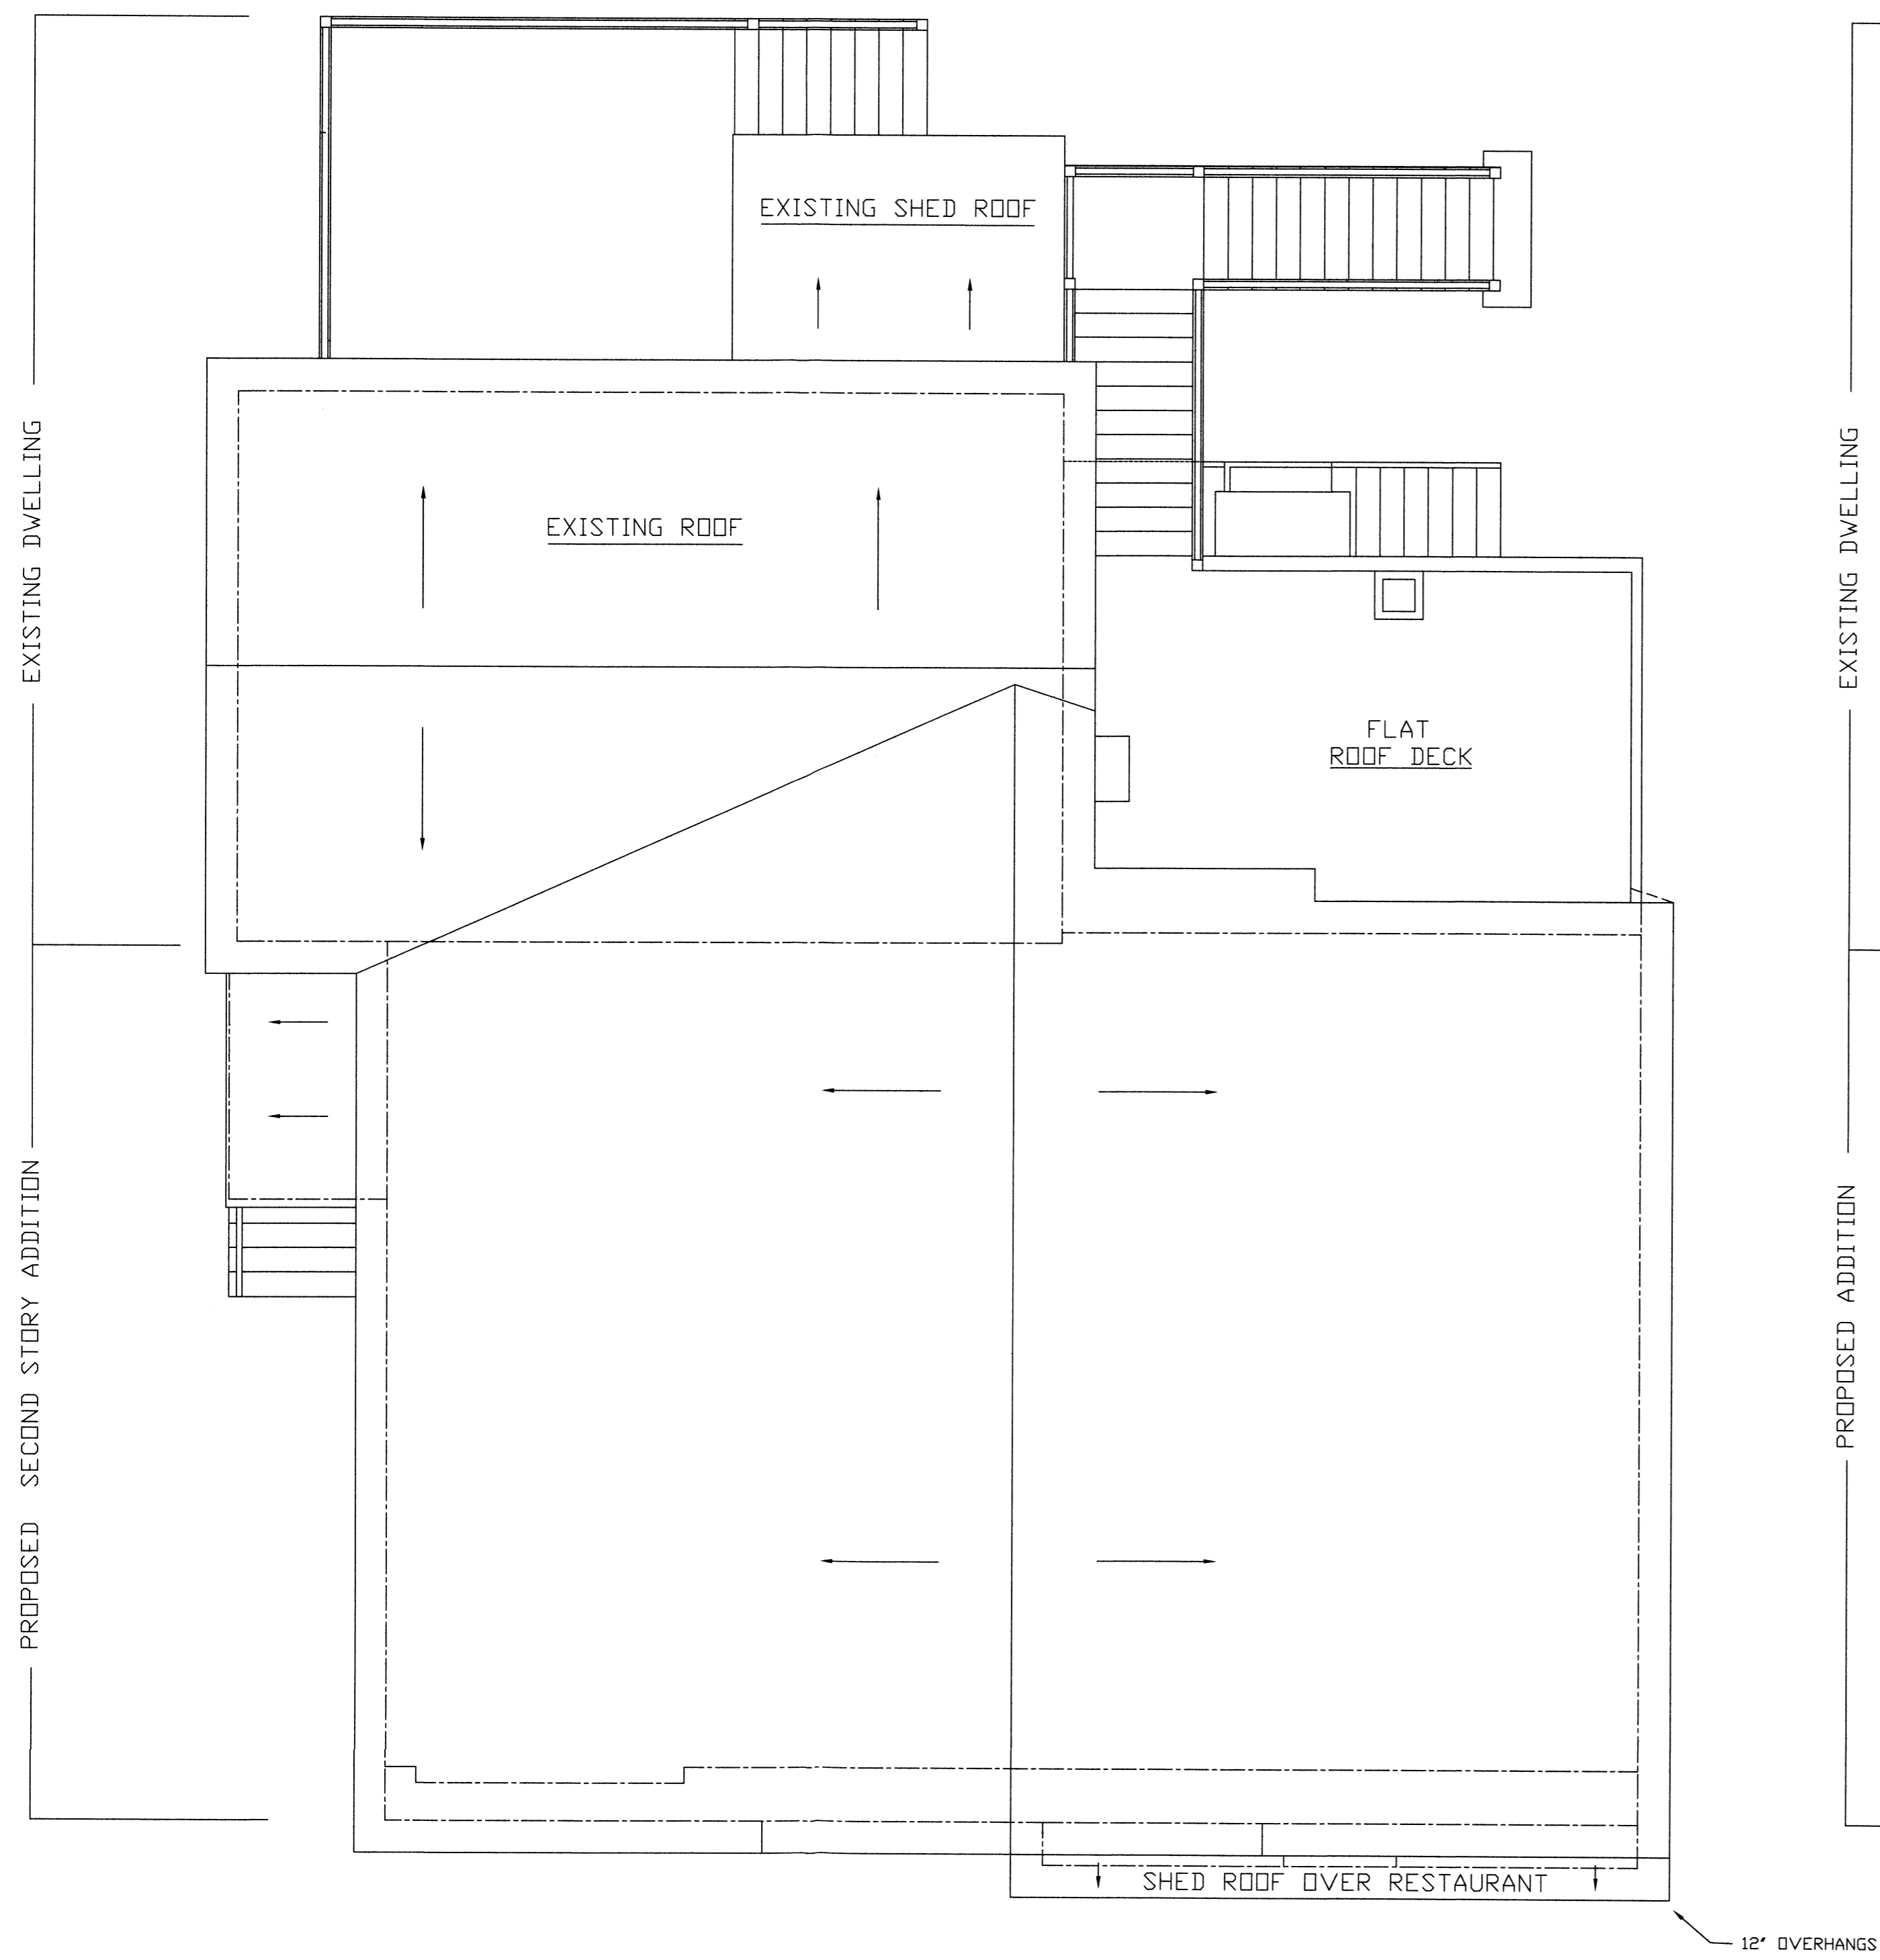 EXISTING SHED ROOF
EXISTING DWELLING
EXISTING DWELLING
EXISTING ROOF
FLAT
ROOF DECK
PROPOSED SECOND STORY ADDITION
PROPOSED ADDITION
SHED ROOF OVER RESTAURANT
12" OVERHANGS